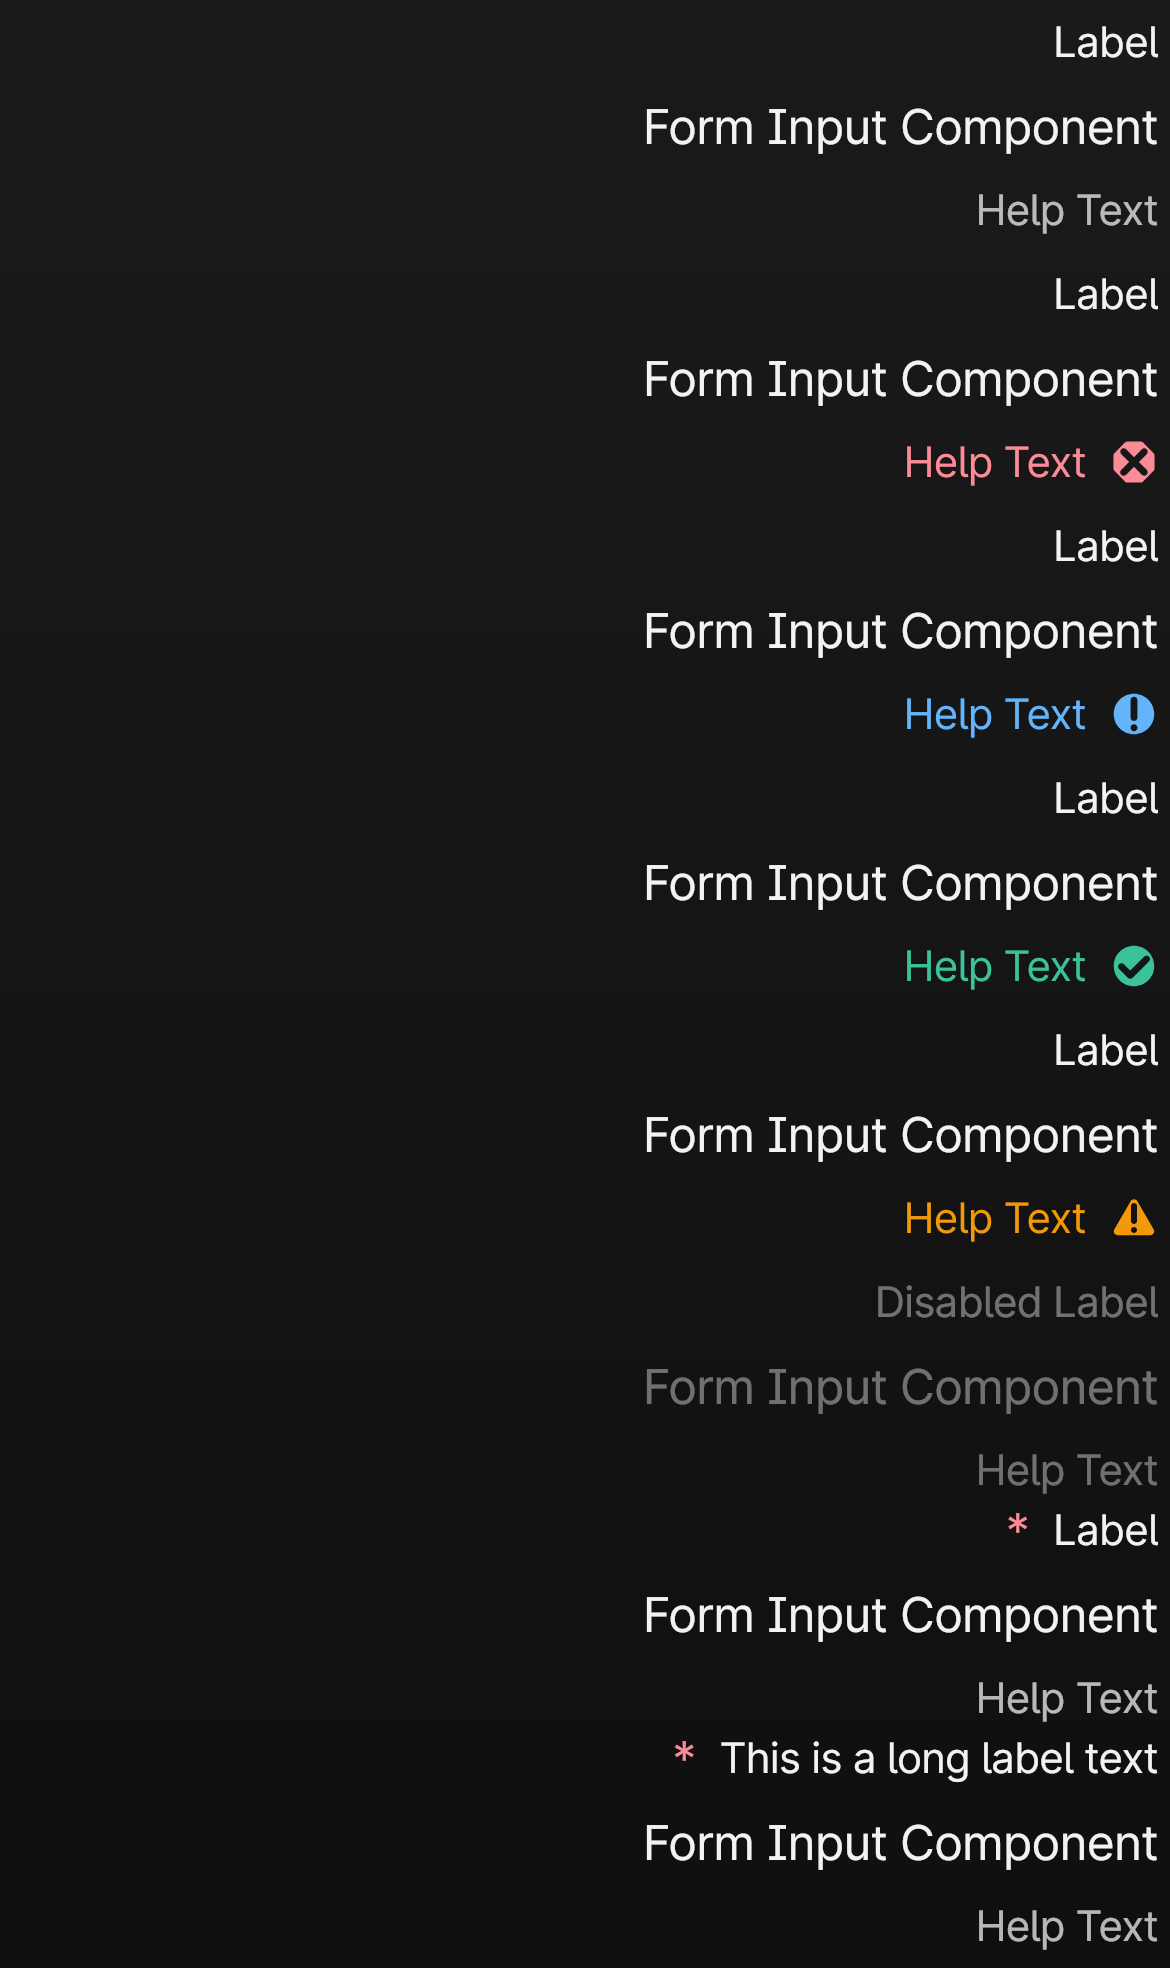 Label
Form Input Component
Help Text
Label
Form Input Component
Help Text
Label
Form Input Component
Help Text
Label
Form Input Component
Help Text
Label
Form Input Component
Help Text
Disabled Label
Form Input Component
Help Text
* Label
Form Input Component
Help Text
* This is a long label text
Form Input Component
Help Text